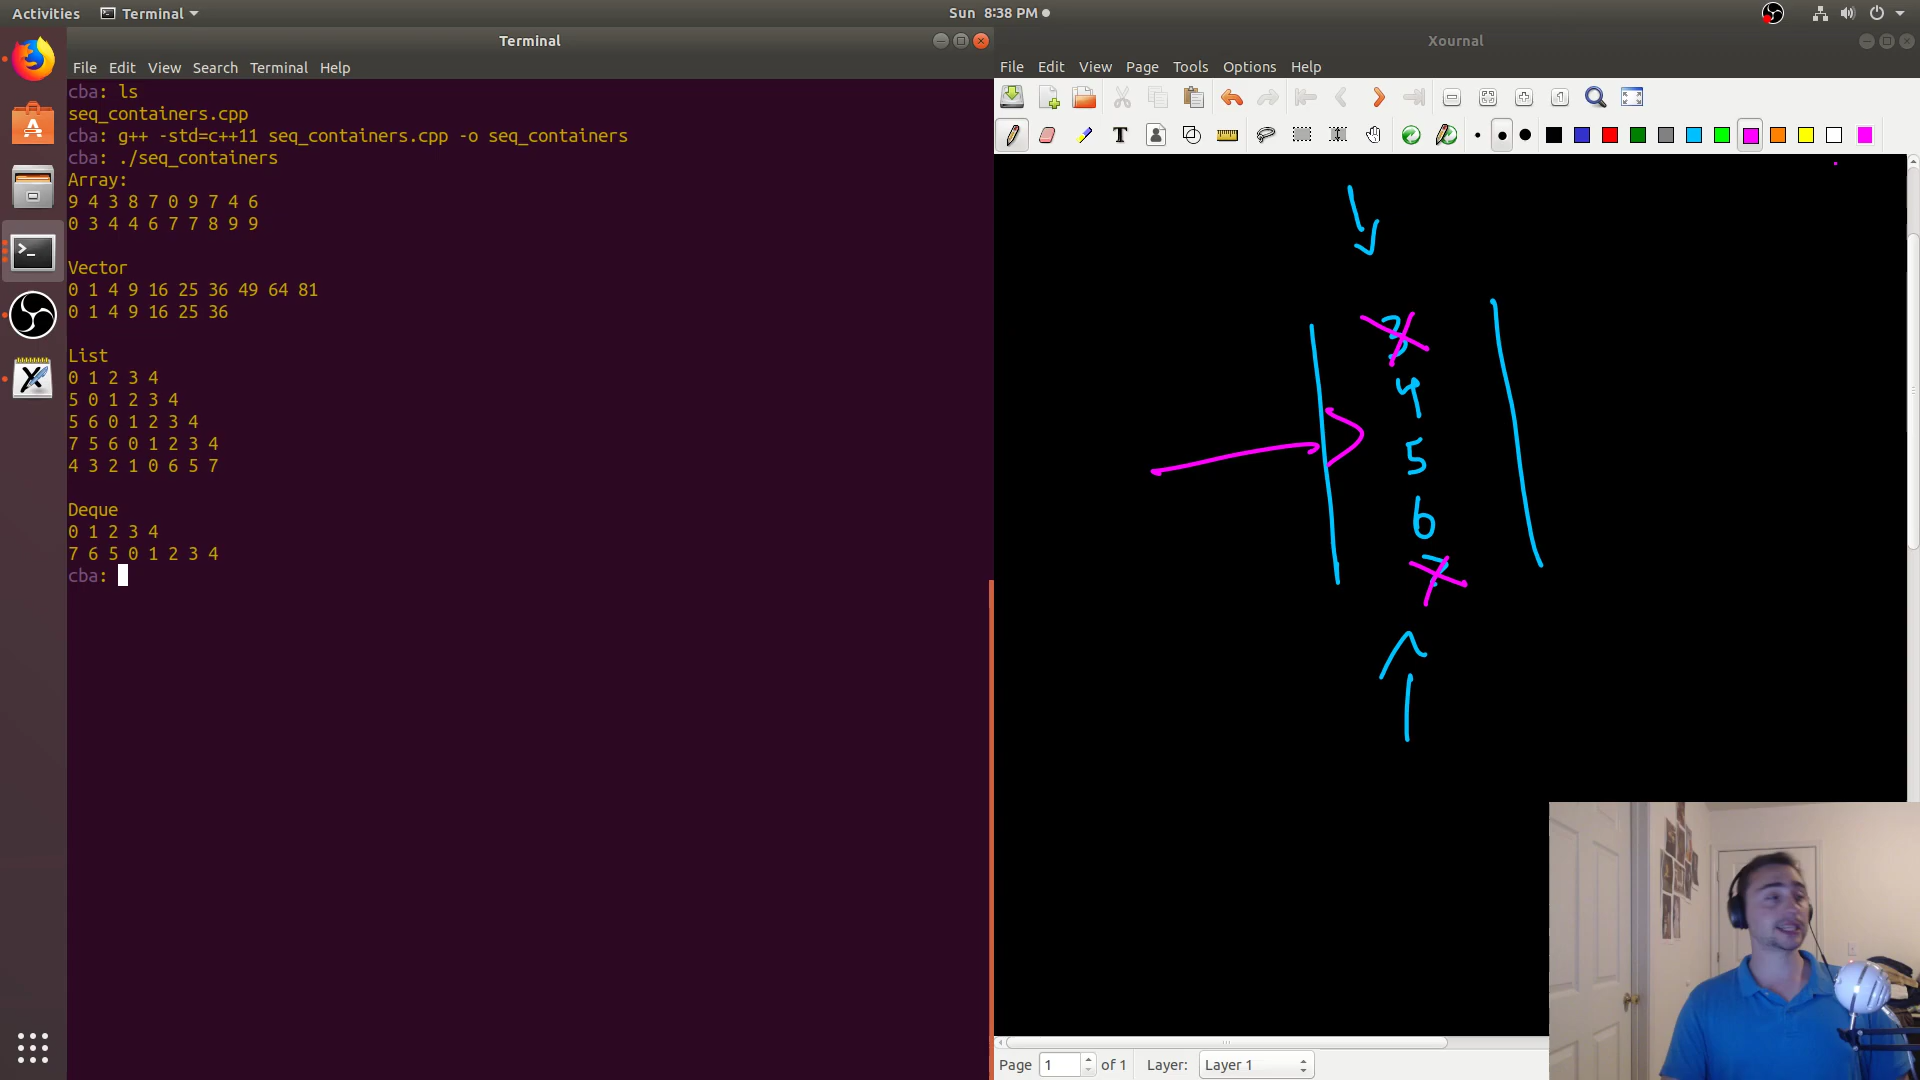 Activities Terminal Sun 8:38 PM
Terminal
File Edit View Search Terminal Help
cba: ls
seq_containers.cpp
cba: g++ -std=c++11 seq_containers.cpp -o seq_containers
cba: ./seq_containers
Array:
9 4 3 8 7 0 9 7 4 6
0 3 4 4 6 7 7 8 9 9
Vector
0 1 4 9 16 25 36 49 64 81
0 1 4 9 16 25 36
List
0 1 2 3 4
5 0 1 2 3 4
5 6 0 1 2 3 4
7 5 6 0 1 2 3 4
4 3 2 1 0 6 5 7
Deque
0 1 2 3 4
7 6 5 0 1 2 3 4
cba:
Xournal
File Edit View Page Tools Options Help
3
4
5
6
7
Page 1 of 1 Layer: Layer 1